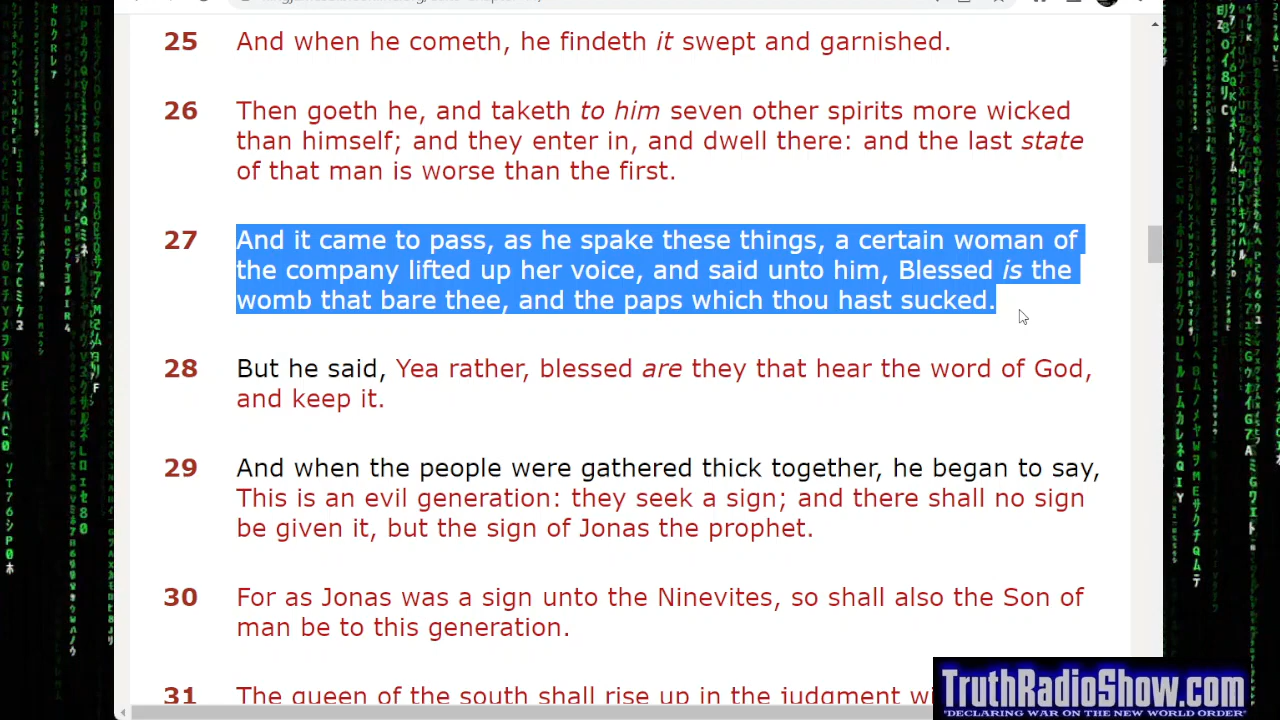 25 And when he cometh, he findeth it swept and garnished.
26 Then goeth he, and taketh to him seven other spirits more wicked
than himself; and they enter in, and dwell there: and the last state
of that man is worse than the first.
27 And it came to pass, as he spake these things, a certain woman of
the company lifted up her voice, and said unto him, Blessed is the
womb that bare thee, and the paps which thou hast sucked.
28 But he said, Yea rather, blessed are they that hear the word of God,
and keep it.
29 And when the people were gathered thick together, he began to say,
This is an evil generation: they seek a sign; and there shall no sign
be given it, but the sign of Jonas the prophet.
30 For as Jonas was a sign unto the Ninevites, so shall also the Son of
man be to this generation.
31 The queen of the south shall rise up in the judgment
TruthRadioShow.com
"DECLARING WAR ON THE NEW WORLD ORDER"